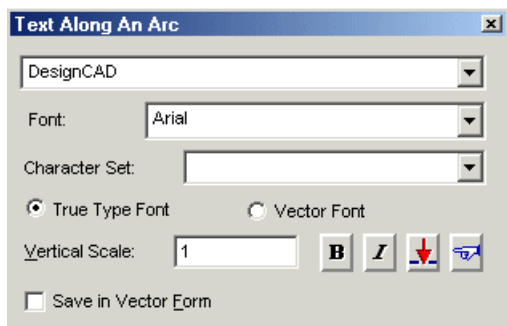 Text Along An Arc
DesignCAD
Font: Arial
Character Set:
True Type Font Vector Font
Vertical Scale: 1 B I
Save in Vector Form